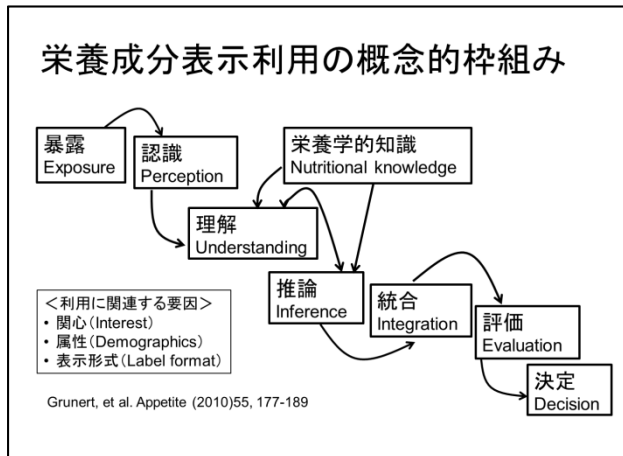 栄養成分表示利用の概念的枠組み
暴露
Exposure
認識
Perception
栄養学的知識
Nutritional knowledge
理解
Understanding
推論
Inference
統合
Integration
評価
Evaluation
決定
Decision
<利用に関連する要因>
• 関心(Interest)
• 属性(Demographics)
• 表示形式(Label format)
Grunert, et al. Appetite (2010)55, 177-189